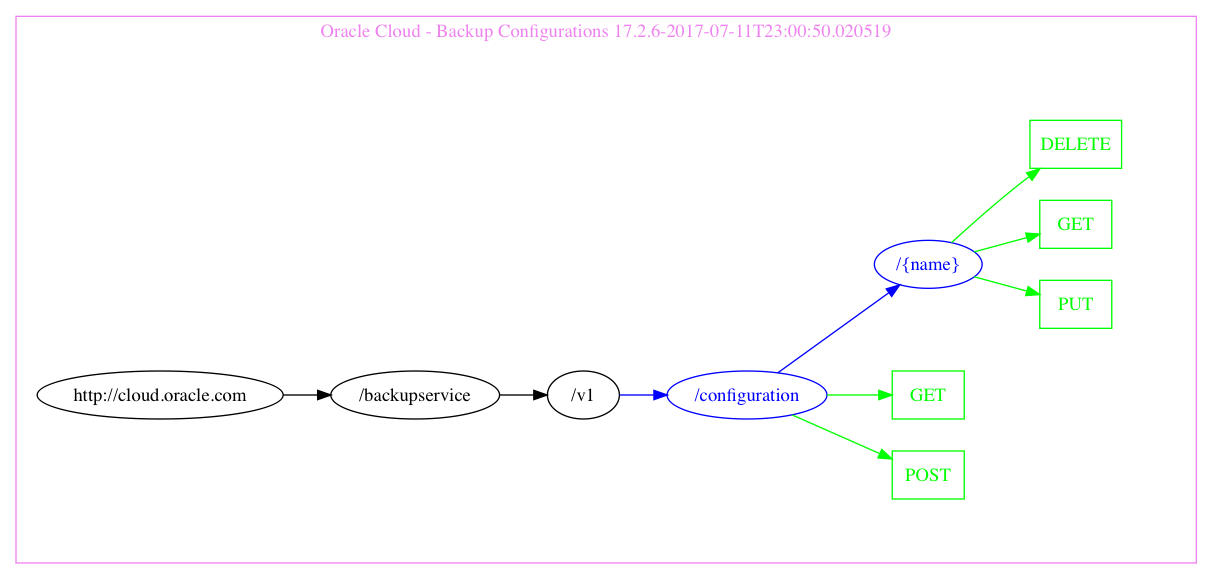 Oracle Cloud - Backup Configurations 17.2.6-2017-07-11T23:00:50.020519
DELETE
GET
/{name}
PUT
http://cloud.oracle.com
/backupservice
/v1
/configuration
GET
POST